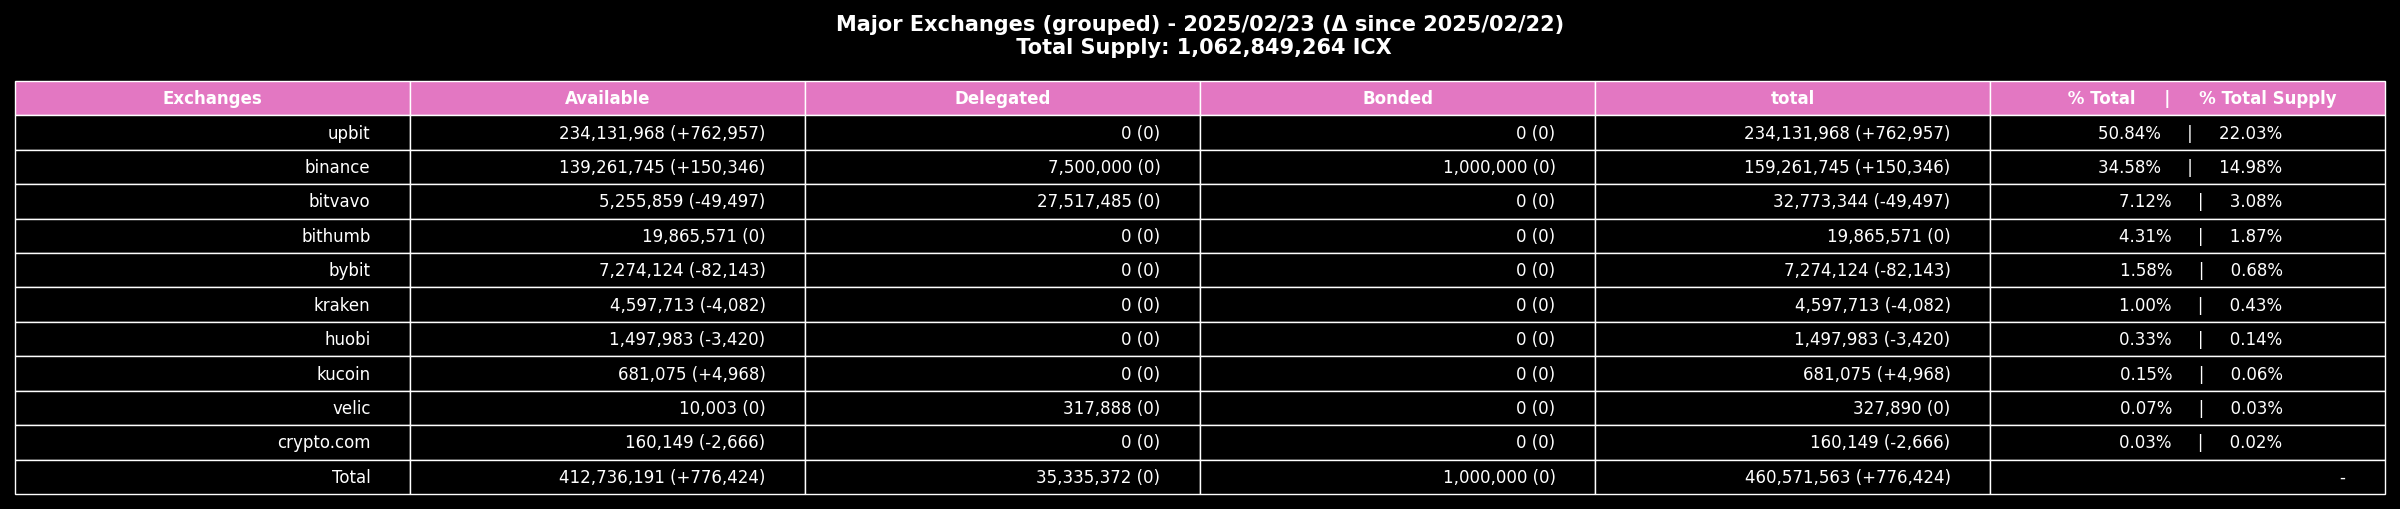 Major Exchanges (grouped) - 2025/02/23 (Δ since 2025/02/22)
Total Supply: 1,062,849,264 ICX
Exchanges Available Delegated Bonded total % Total | % Total Supply
upbit 234,131,968 (+762,957) 0 (0) 0 (0) 234,131,968 (+762,957) 50.84% | 22.03%
binance 139,261,745 (+150,346) 7,500,000 (0) 1,000,000 (0) 159,261,745 (+150,346) 34.58% | 14.98%
bitvavo 5,255,859 (-49,497) 27,517,485 (0) 0 (0) 32,773,344 (-49,497) 7.12% | 3.08%
bithumb 19,865,571 (0) 0 (0) 0 (0) 19,865,571 (0) 4.31% | 1.87%
bybit 7,274,124 (-82,143) 0 (0) 0 (0) 7,274,124 (-82,143) 1.58% | 0.68%
kraken 4,597,713 (-4,082) 0 (0) 0 (0) 4,597,713 (-4,082) 1.00% | 0.43%
huobi 1,497,983 (-3,420) 0 (0) 0 (0) 1,497,983 (-3,420) 0.33% | 0.14%
kucoin 681,075 (+4,968) 0 (0) 0 (0) 681,075 (+4,968) 0.15% | 0.06%
velic 10,003 (0) 317,888 (0) 0 (0) 327,890 (0) 0.07% | 0.03%
crypto.com 160,149 (-2,666) 0 (0) 0 (0) 160,149 (-2,666) 0.03% | 0.02%
Total 412,736,191 (+776,424) 35,335,372 (0) 1,000,000 (0) 460,571,563 (+776,424) -